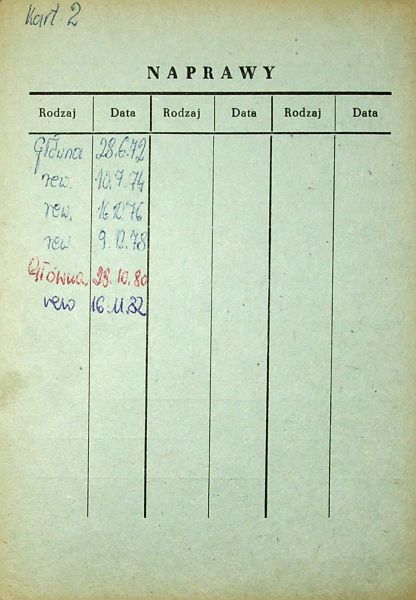 Kart. 2
NAPRAWY
Rodzaj Data Rodzaj Data Rodzaj Data
Główna 28.6.72
rew. 10.7.74
rew. 16.12.76
rew 9.12.78
Główna 28.10.80
rew 16.11.82